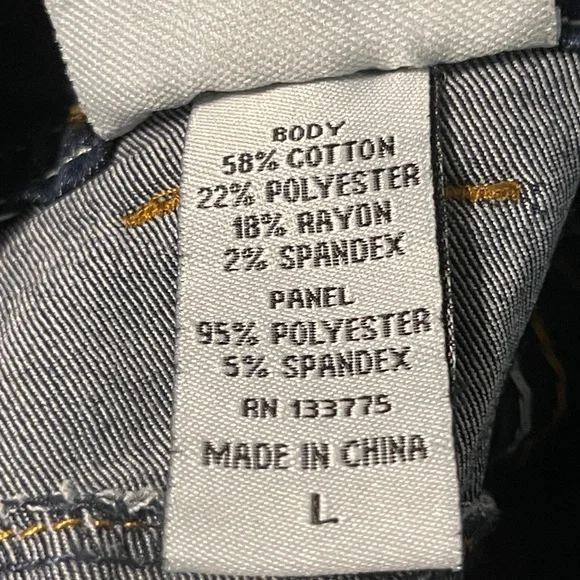 BODY
58% COTTON
22% POLYESTER
18% RAYON
2% SPANDEX
PANEL
95% POLYESTER
5% SPANDEX
RN 133775
MADE IN CHINA
L